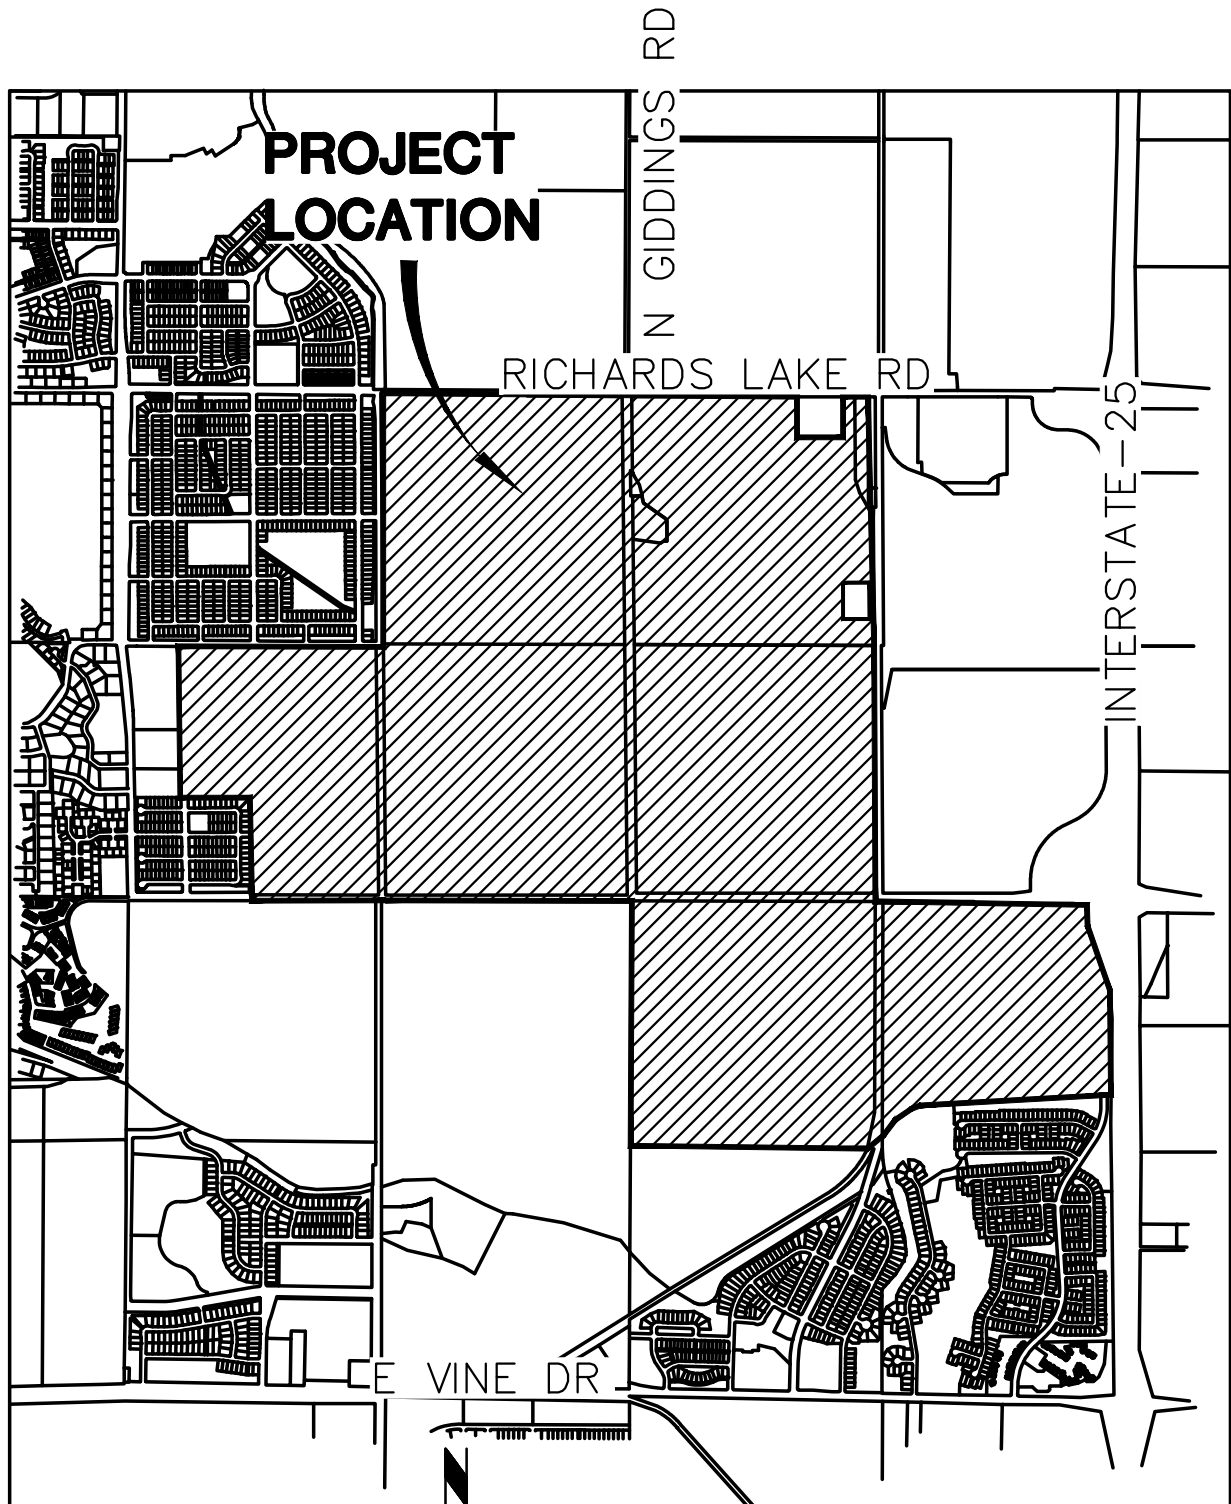 N GIDDINGS RD
PROJECT
LOCATION
RICHARDS LAKE RD
INTERSTATE-25
E VINE DR
N